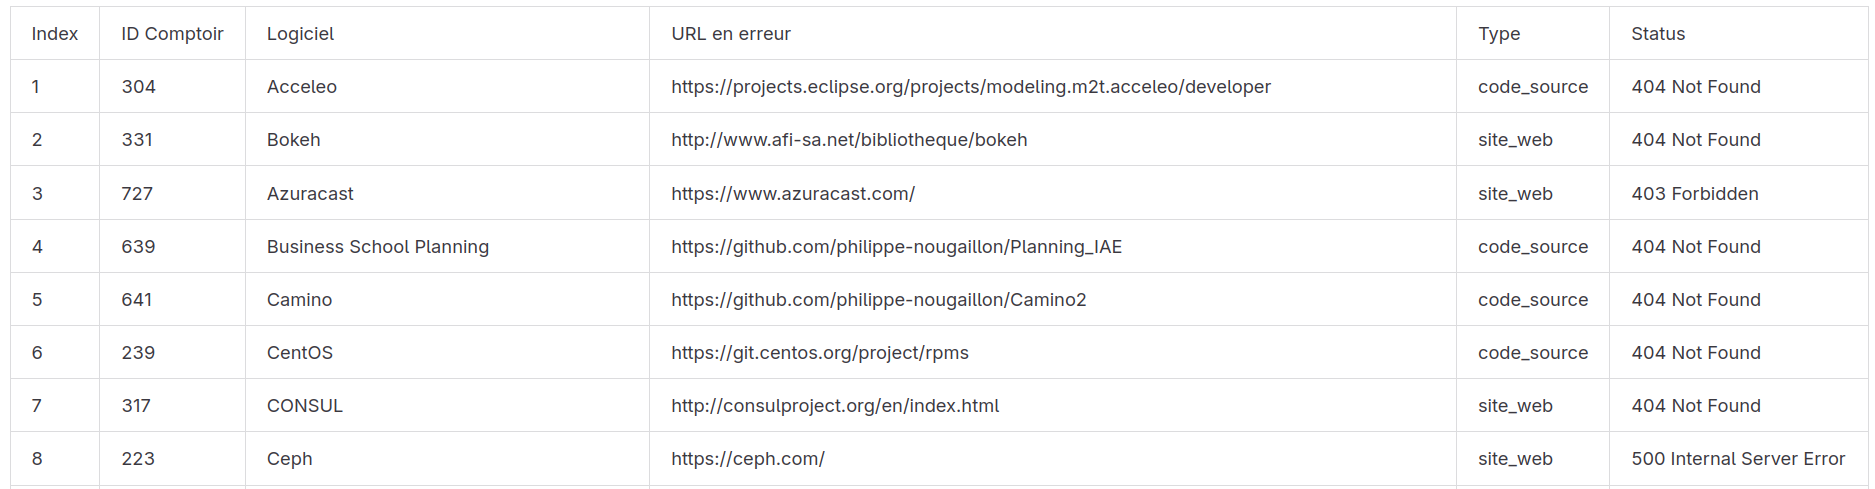 Index ID Comptoir Logiciel URL en erreur Type Status
1 304 Acceleo https://projects.eclipse.org/projects/modeling.m2t.acceleo/developer code_source 404 Not Found
2 331 Bokeh http://www.afi-sa.net/bibliotheque/bokeh site_web 404 Not Found
3 727 Azuracast https://www.azuracast.com/ site_web 403 Forbidden
4 639 Business School Planning https://github.com/philippe-nougaillon/Planning_IAE code_source 404 Not Found
5 641 Camino https://github.com/philippe-nougaillon/Camino2 code_source 404 Not Found
6 239 CentOS https://git.centos.org/project/rpms code_source 404 Not Found
7 317 CONSUL http://consulproject.org/en/index.html site_web 404 Not Found
8 223 Ceph https://ceph.com/ site_web 500 Internal Server Error